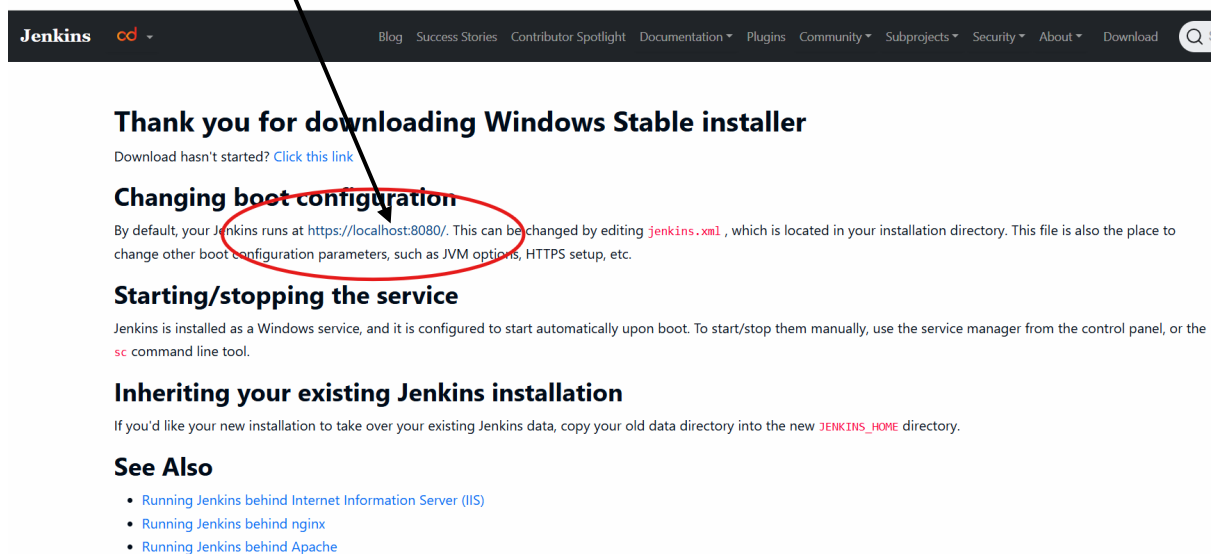 Jenkins cd Blog Success Stories Contributor Spotlight Documentation Plugins Community Subprojects Security About Download
Thank you for downloading Windows Stable installer
Download hasn't started? Click this link
Changing boot configuration
By default, your Jenkins runs at https://localhost:8080/. This can be changed by editing jenkins.xml , which is located in your installation directory. This file is also the place to
change other boot configuration parameters, such as JVM options, HTTPS setup, etc.
Starting/stopping the service
Jenkins is installed as a Windows service, and it is configured to start automatically upon boot. To start/stop them manually, use the service manager from the control panel, or the
sc command line tool.
Inheriting your existing Jenkins installation
If you'd like your new installation to take over your existing Jenkins data, copy your old data directory into the new JENKINS_HOME directory.
See Also
Running Jenkins behind Internet Information Server (IIS)
Running Jenkins behind nginx
Running Jenkins behind Apache